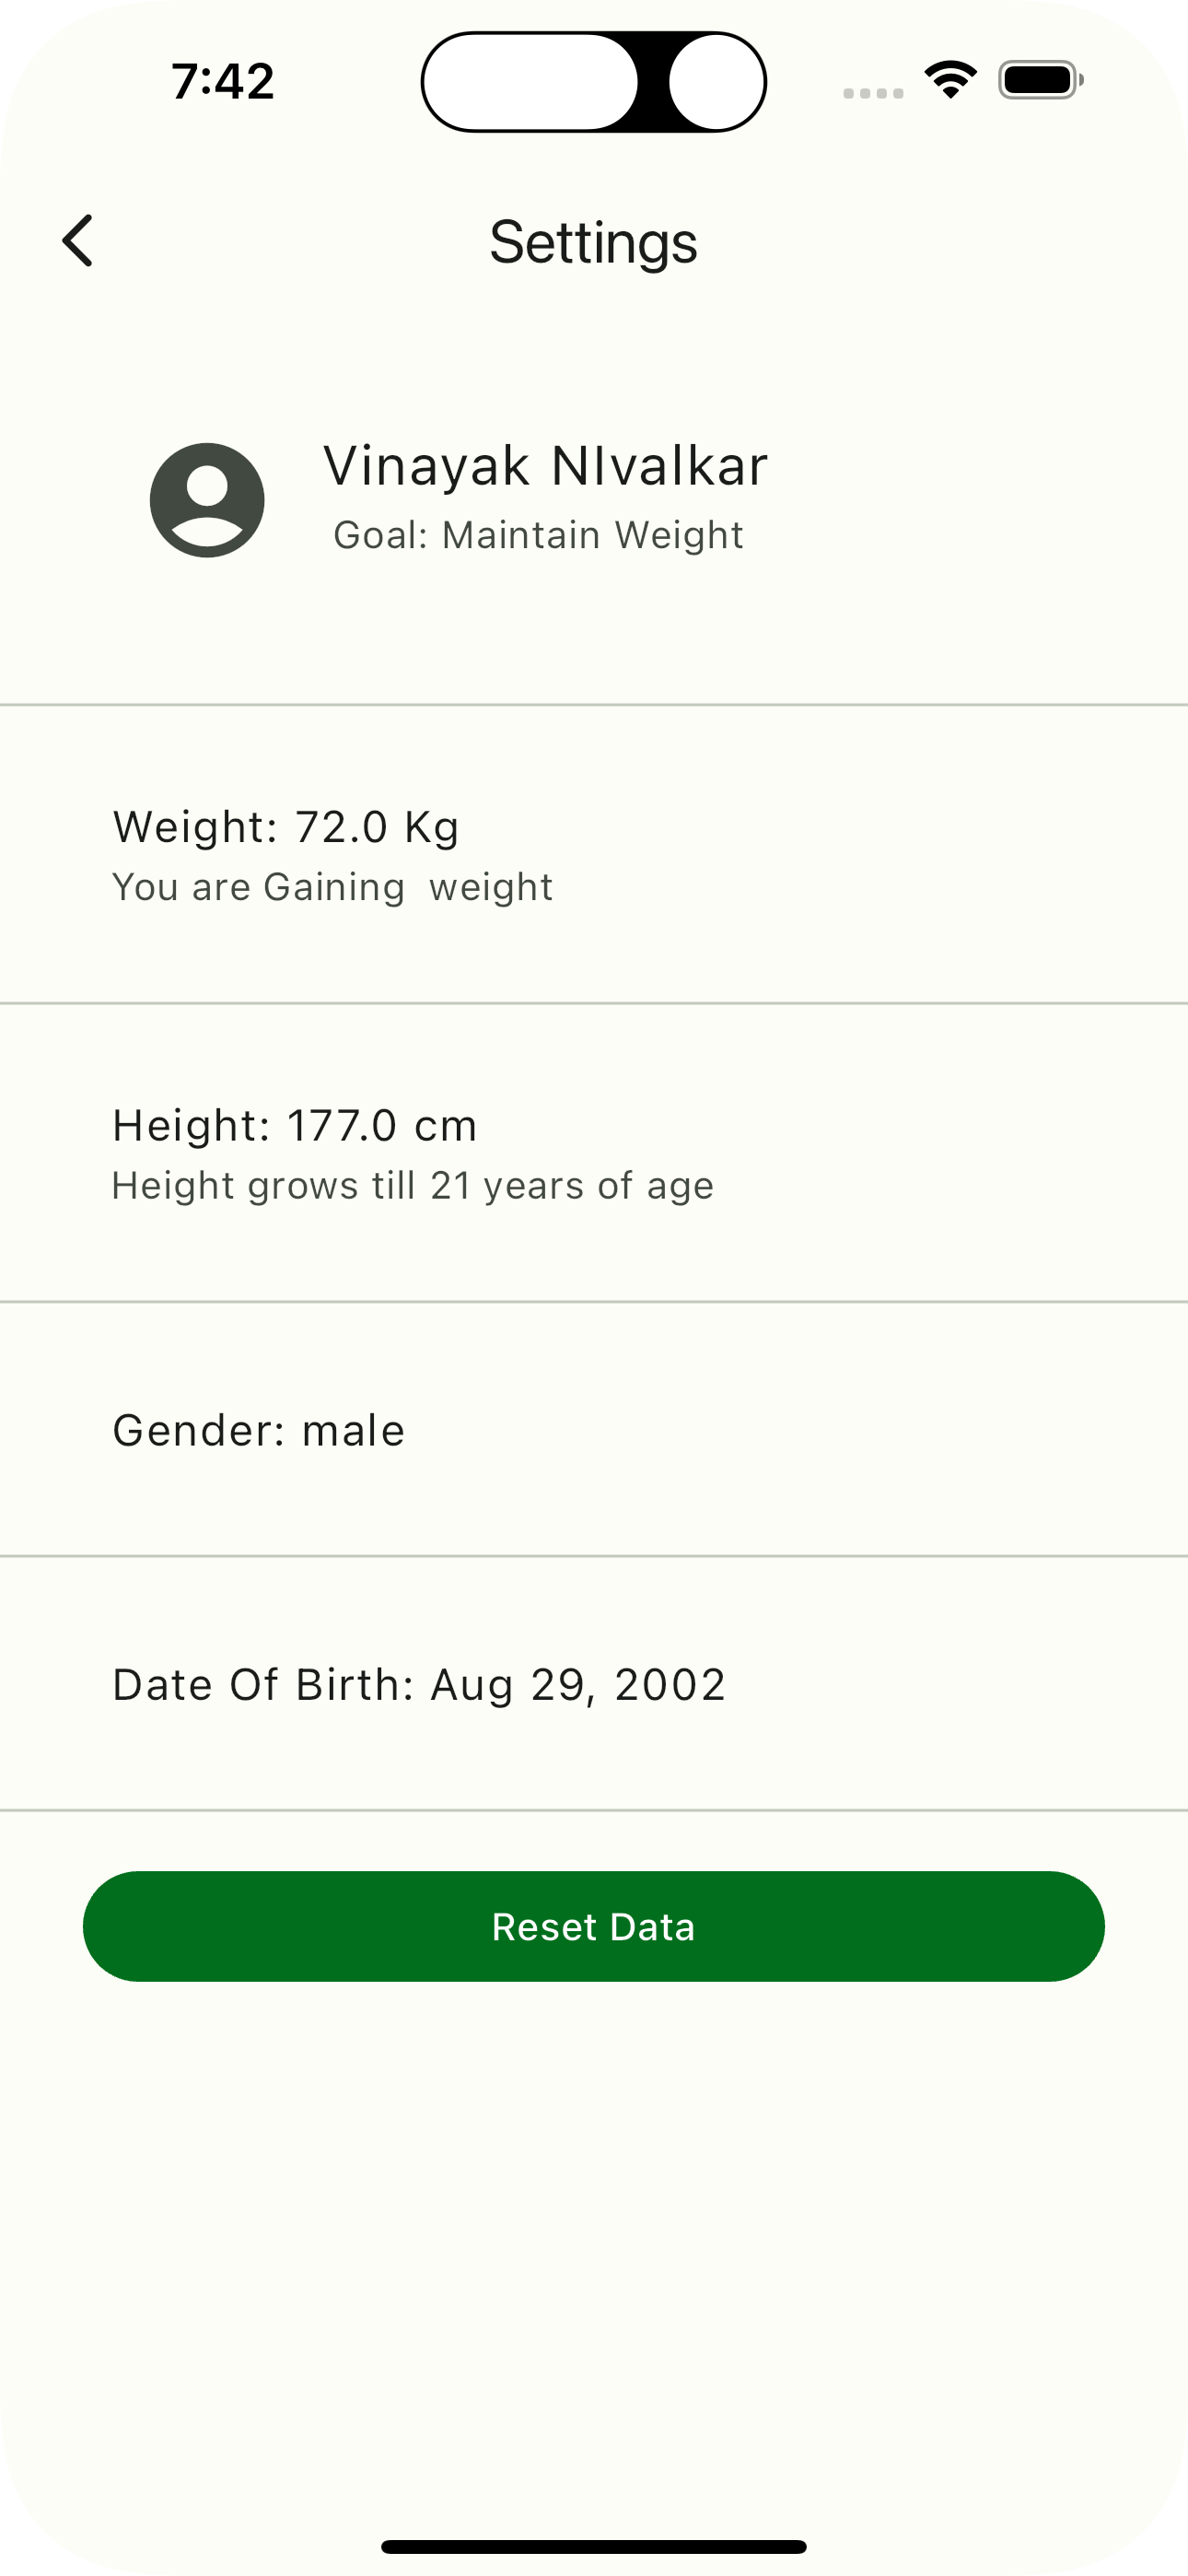 7:42
Settings
Vinayak NIvalkar
Goal: Maintain Weight
Weight: 72.0 Kg
You are Gaining  weight
Height: 177.0 cm
Height grows till 21 years of age
Gender: male
Date Of Birth: Aug 29, 2002
Reset Data